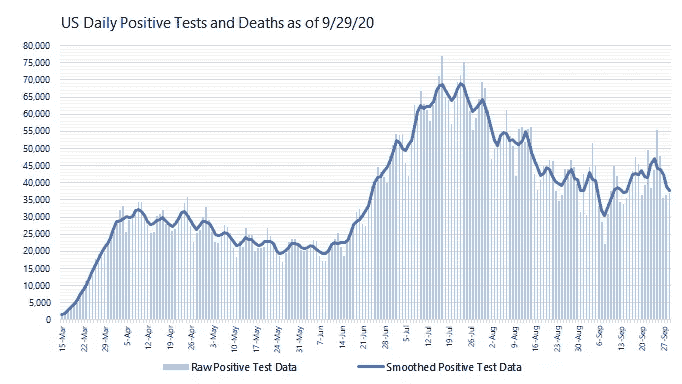 US Daily Positive Tests and Deaths as of 9/29/20
80,000
75,000
70,000
65,000
60,000
55,000
50,000
45,000
40,000
35,000
30,000
25,000
20,000
15,000
10,000
5,000
0
15-Mar
22-Mar
29-Mar
5-Apr
12-Apr
19-Apr
26-Apr
3-May
10-May
17-May
24-May
31-May
7-Jun
14-Jun
21-Jun
28-Jun
5-Jul
12-Jul
19-Jul
26-Jul
2-Aug
9-Aug
16-Aug
23-Aug
30-Aug
6-Sep
13-Sep
20-Sep
27-Sep
Raw Positive Test Data
Smoothed Positive Test Data